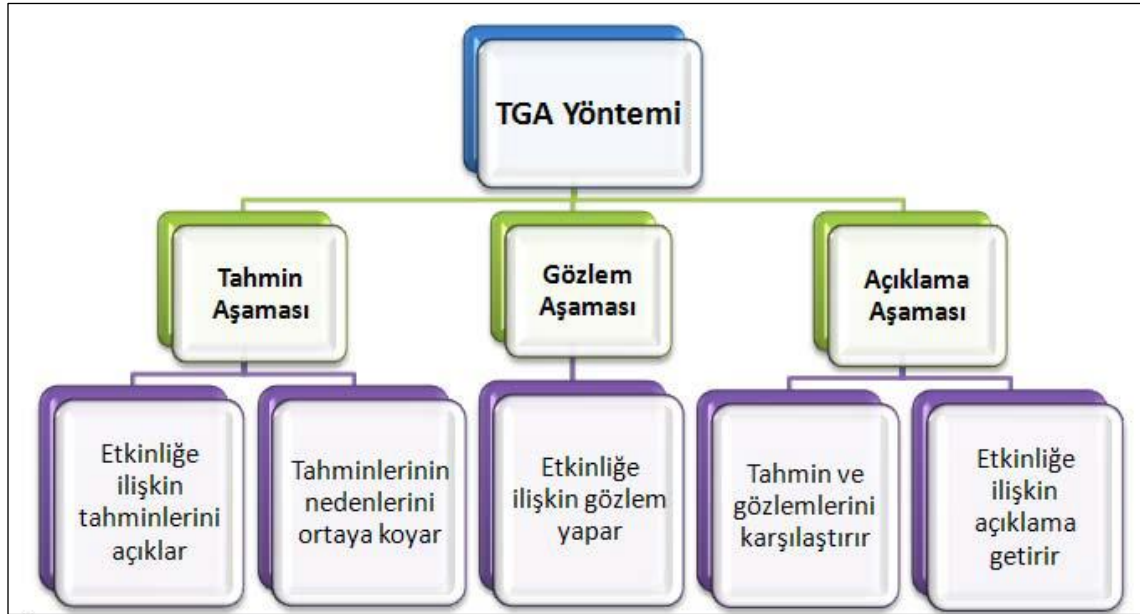 TGA Yöntemi
Tahmin
Aşaması
Gözlem
Aşaması
Açıklama
Aşaması
Etkinliğe
ilişkin
tahminlerini
açıklar
Tahminlerinin
nedenlerini
ortaya koyar
Etkinliğe
ilişkin gözlem
yapar
Tahmin ve
gözlemlerini
karşılaştırır
Etkinliğe
ilişkin
açıklama
getirir